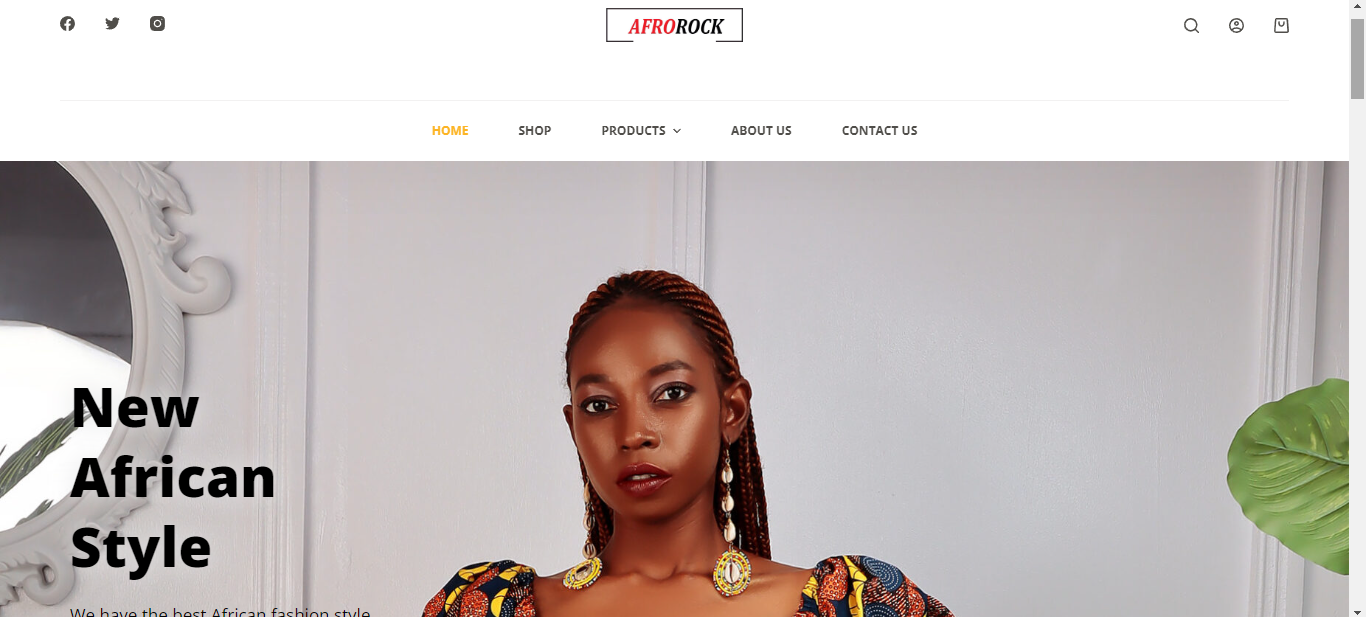 AFROROCK
HOME SHOP PRODUCTS ABOUT US CONTACT US
New
African
Style
We have the best African fashion style